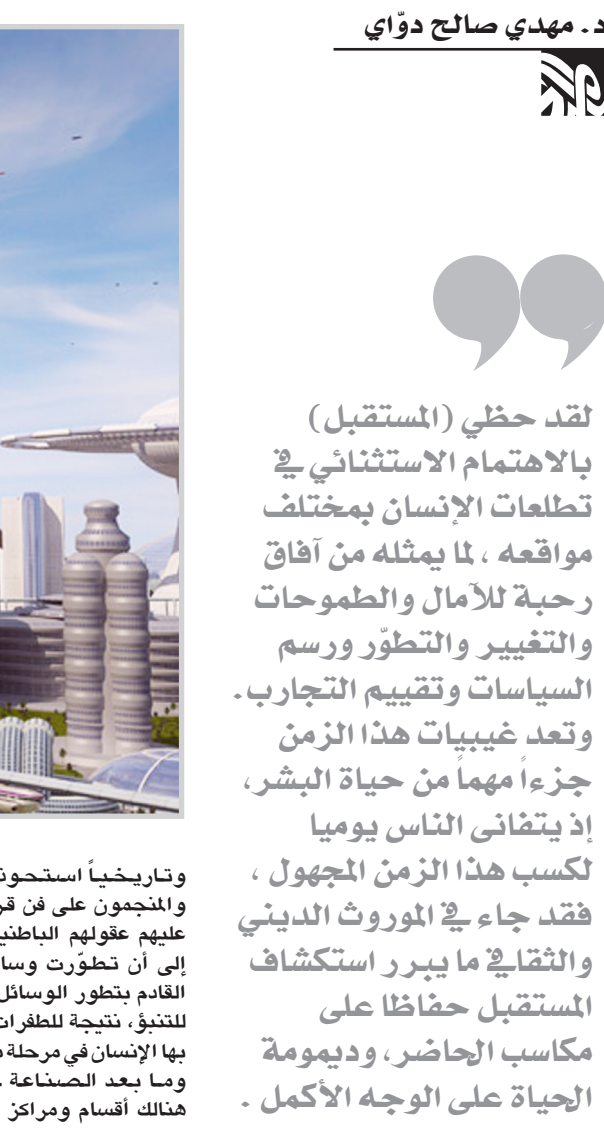 د. مهدي صالح دوّاي
لقد حظي (المستقبل)
بالاهتمام الاستثنائي في
تطلعات الإنسان بمختلف
مواقعه ، لما يمثله من آفاق
رحبة للآمال والطموحات
والتغيير والتطوّر ورسم
السياسات وتقييم التجارب.
وتعد غيبيات هذا الزمن
جزءاً مهماً من حياة البشر،
إذ يتفانى الناس يوميا
لكسب هذا الزمن المجهول ،
فقد جاء في الموروث الديني
والثقافي ما يبرر استكشاف
المستقبل حفاظا على
مكاسب الحاضر، وديمومة
الحياة على الوجه الأكمل .
وتاريخياً
والمنجمون على فن
عليهم عقولهم
إلى أن تطوّرت
القادم بتطور الوسائل
للتنبؤ، نتيجة للطفرات
بها الإنسان في مرحلة
وما بعد الصناعة .
هنالك أقسام ومراكز